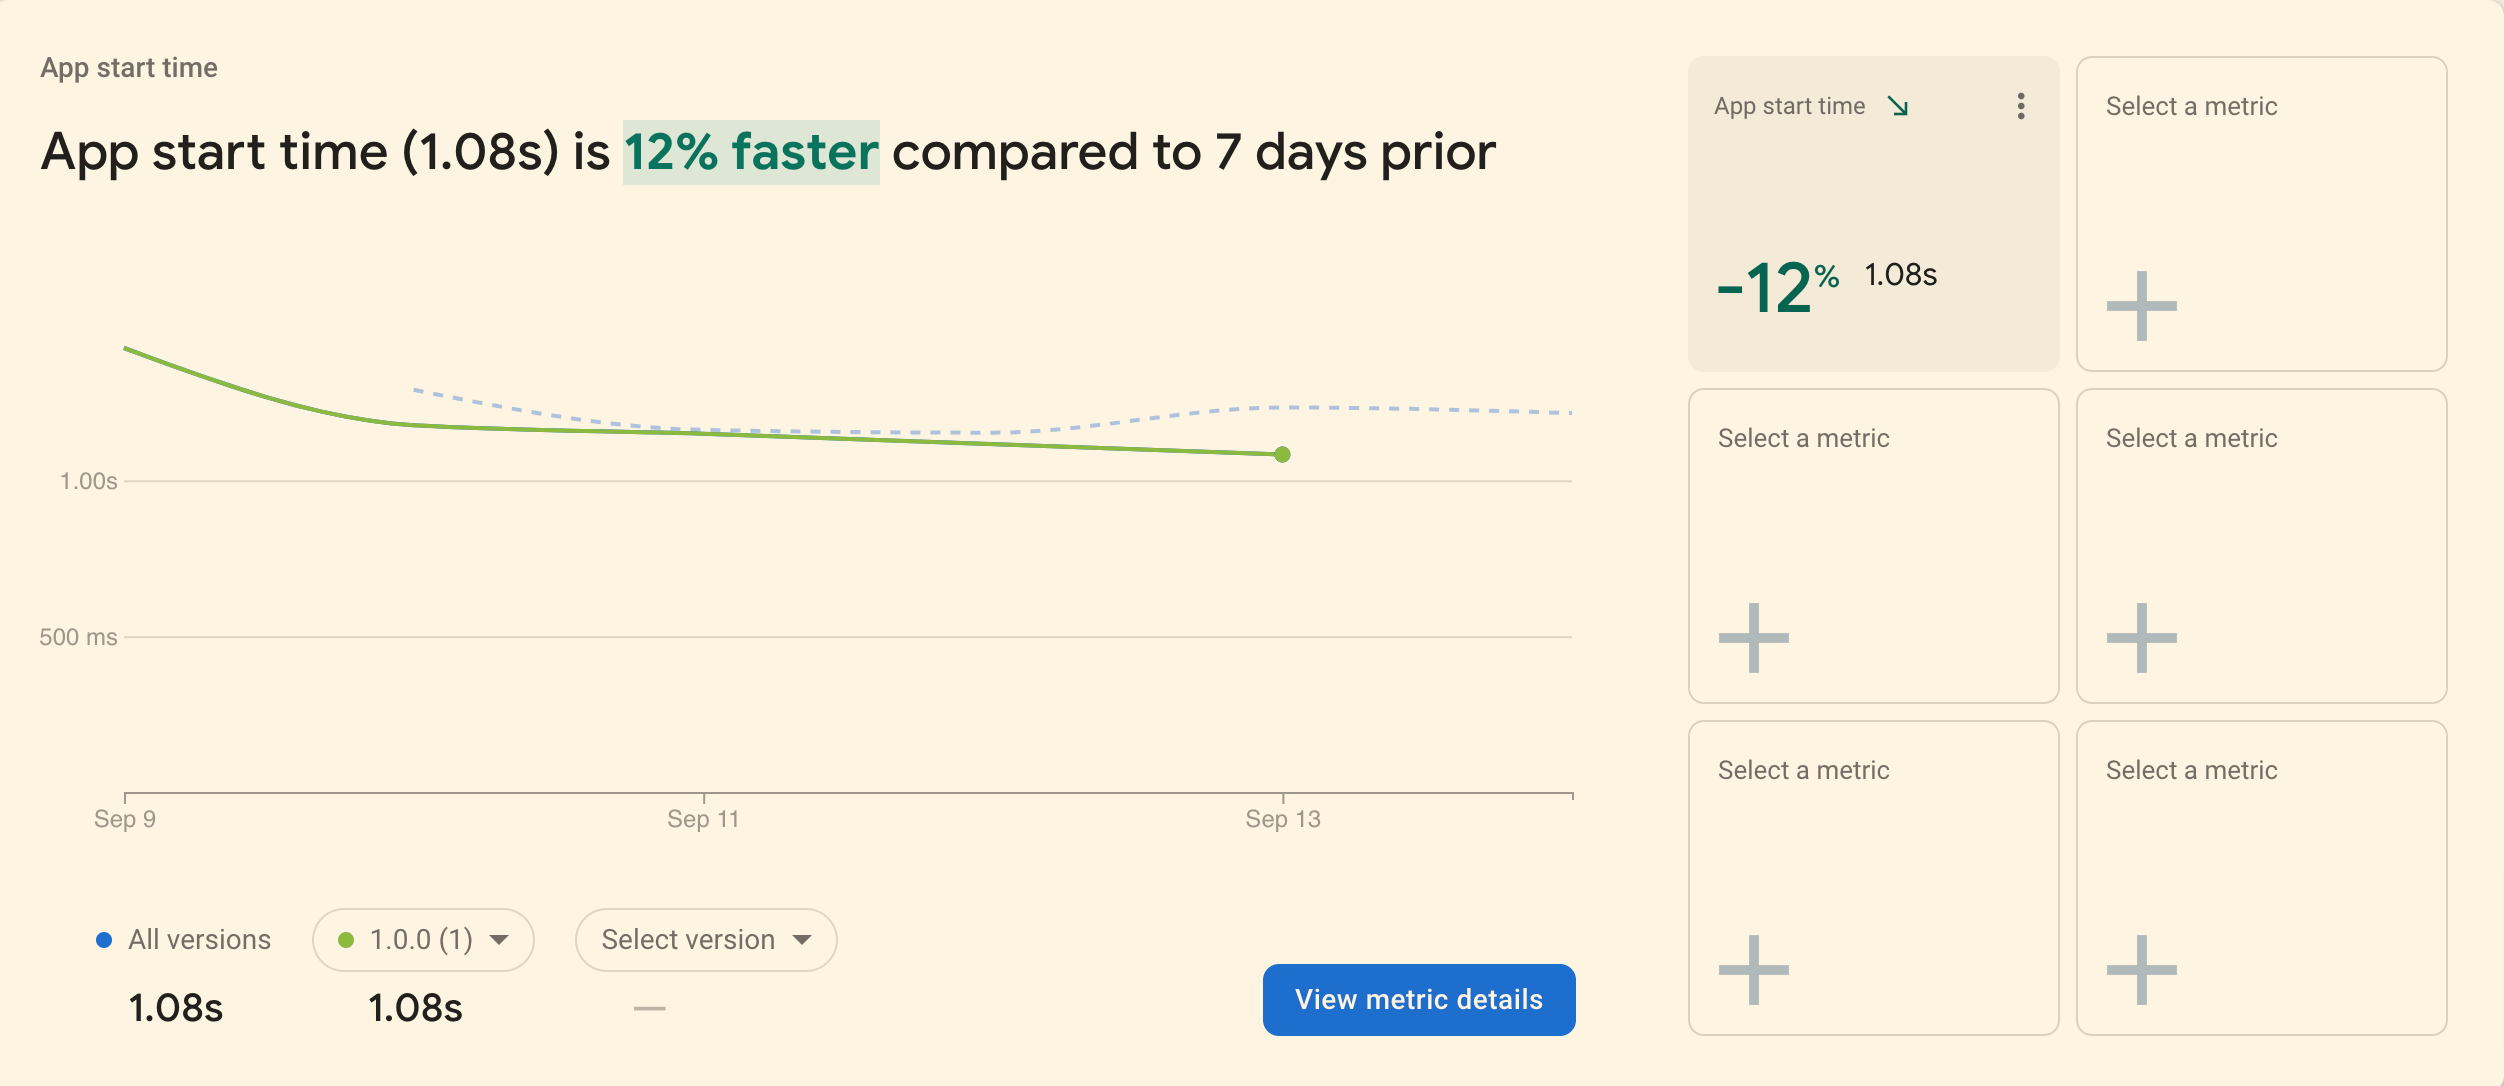 App start time
App start time (1.08s) is 12% faster compared to 7 days prior
1.00s
500 ms
Sep 9
Sep 11
Sep 13
All versions
1.0.0 (1)
Select version
1.08s
1.08s
—
View metric details
App start time
-12%
1.08s
Select a metric
Select a metric
Select a metric
Select a metric
Select a metric